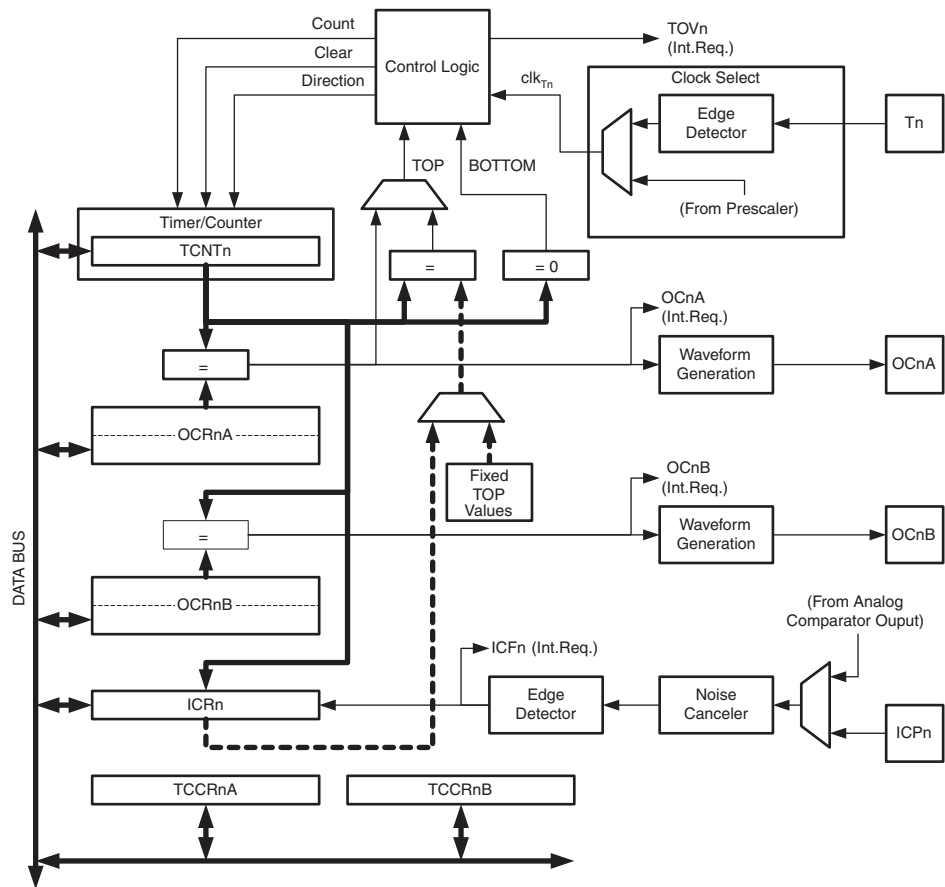 Count
TOVn
(Int.Req.)
Clear
Control Logic
Clock Select
Direction
clkTn
Edge
Detector
Tn
TOP
BOTTOM
(From Prescaler)
Timer/Counter
TCNTn
=
= 0
OCnA
(Int.Req.)
=
Waveform
Generation
OCnA
OCRnA
Fixed
TOP
Values
OCnB
(Int.Req.)
=
Waveform
Generation
OCnB
DATA BUS
OCRnB
(From Analog
Comparator Ouput)
ICFn (Int.Req.)
ICRn
Edge
Detector
Noise
Canceler
ICPn
TCCRnA
TCCRnB